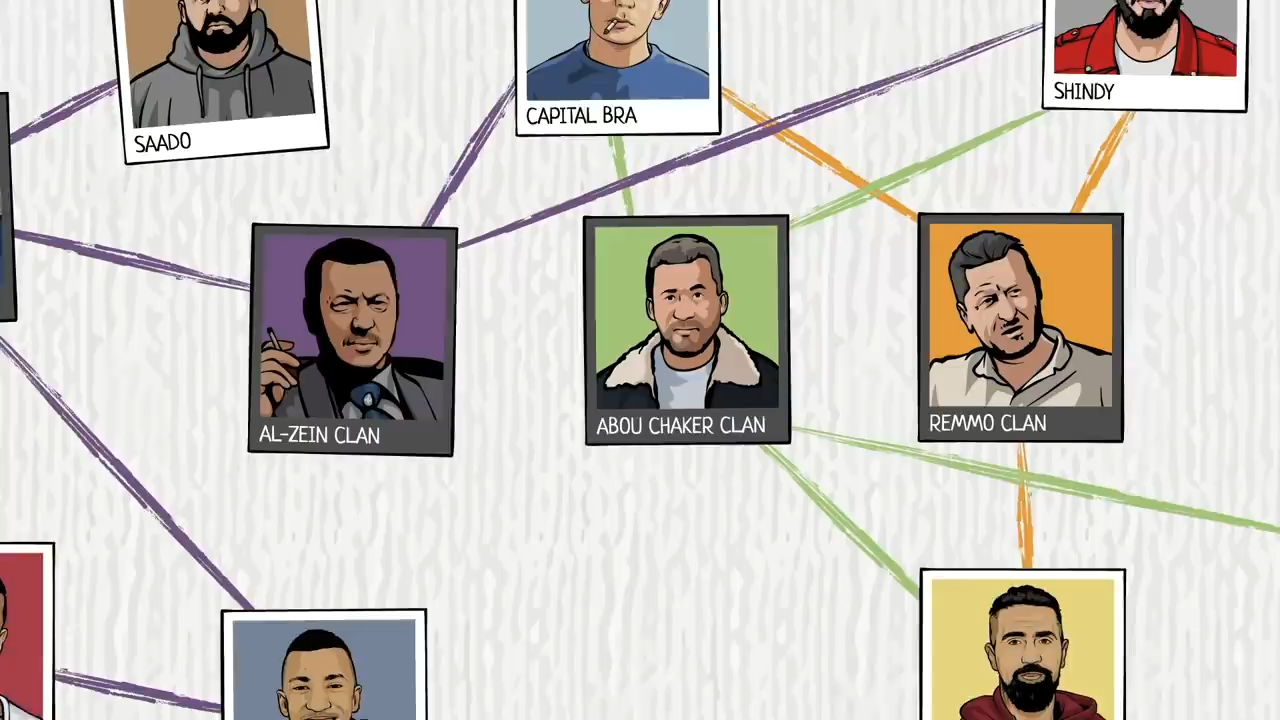 SHINDY
CAPITAL BRA
SAADO
AL-ZEIN CLAN
ABOU CHAKER CLAN
REMMO CLAN